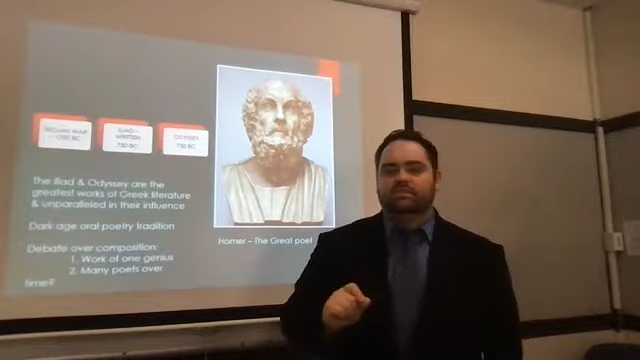 TROJAN WAR
~ 1200 BC
ILIAD –
WRITTEN
750 BC
ODYSSEY
The Iliad & Odyssey are the
greatest works of Greek literature
& unparalleled in their influence
Dark age oral poetry tradition
Debate over composition:
1. Work of one genius
2. Many poets over
time?
Homer – The Great poet